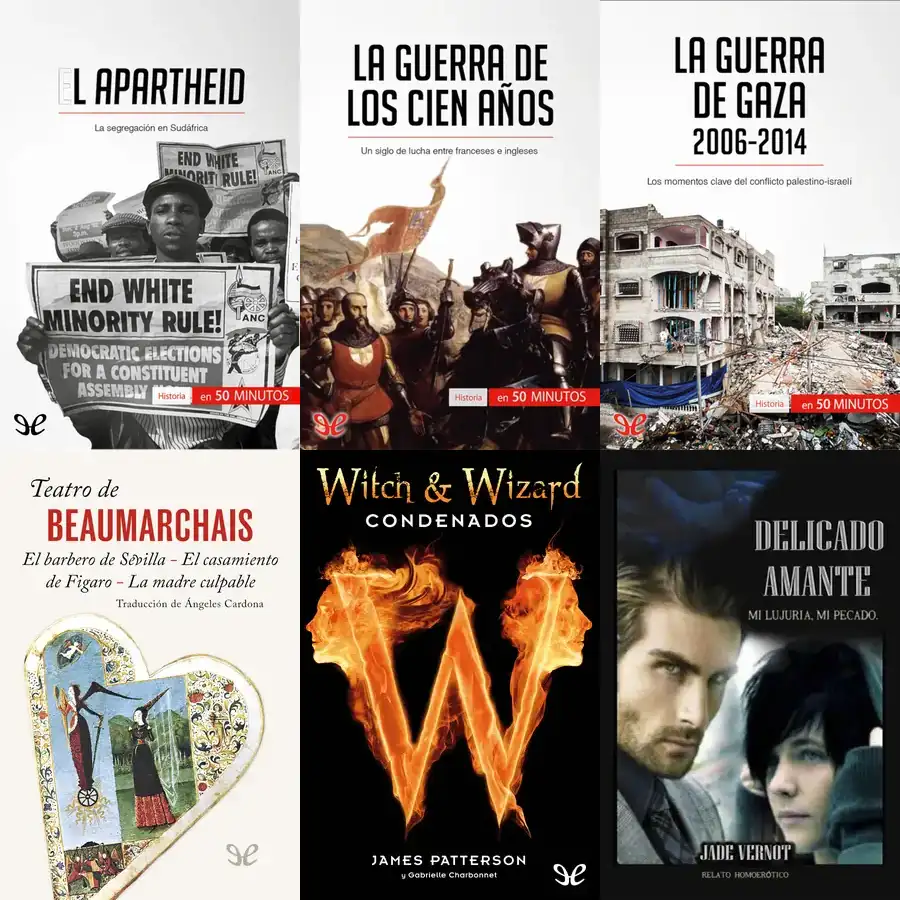 EL APARTHEID
La segregación en Sudáfrica
END WHITE
MINORITY RULE!
END WHITE
MINORITY RULE!
ANC
DEMOCRATIC ELECTIONS
FOR A CONSTITUENT
ASSEMBLY
Historia en 50 MINUTOS
LA GUERRA DE
LOS CIEN AÑOS
Un siglo de lucha entre franceses e ingleses
Historia en 50 MINUTOS
LA GUERRA
DE GAZA
2006-2014
Los momentos clave del conflicto palestino-israelí
Historia en 50 MINUTOS
Teatro de
BEAUMARCHAIS
El barbero de Sevilla – El casamiento
de Figaro – La madre culpable
Traducción de Ángeles Cardona
Witch & Wizard
CONDENADOS
W
JAMES PATTERSON
y Gabrielle Charbonnet
DELICADO
AMANTE
MI LUJURIA, MI PECADO.
JADE VERNOT
RELATO HOMOERÓTICO